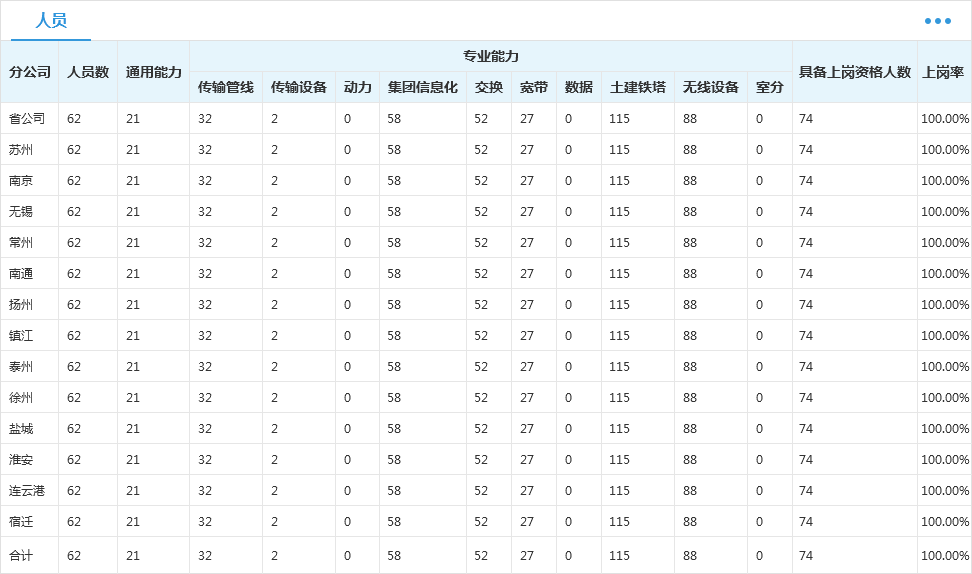 人员
分公司 人员数 通用能力 专业能力 具备上岗资格人数 上岗率
传输管线 传输设备 动力 集团信息化 交换 宽带 数据 土建铁塔 无线设备 室分
省公司 62 21 32 2 0 58 52 27 0 115 88 0 74 100.00%
苏州 62 21 32 2 0 58 52 27 0 115 88 0 74 100.00%
南京 62 21 32 2 0 58 52 27 0 115 88 0 74 100.00%
无锡 62 21 32 2 0 58 52 27 0 115 88 0 74 100.00%
常州 62 21 32 2 0 58 52 27 0 115 88 0 74 100.00%
南通 62 21 32 2 0 58 52 27 0 115 88 0 74 100.00%
扬州 62 21 32 2 0 58 52 27 0 115 88 0 74 100.00%
镇江 62 21 32 2 0 58 52 27 0 115 88 0 74 100.00%
泰州 62 21 32 2 0 58 52 27 0 115 88 0 74 100.00%
徐州 62 21 32 2 0 58 52 27 0 115 88 0 74 100.00%
盐城 62 21 32 2 0 58 52 27 0 115 88 0 74 100.00%
淮安 62 21 32 2 0 58 52 27 0 115 88 0 74 100.00%
连云港 62 21 32 2 0 58 52 27 0 115 88 0 74 100.00%
宿迁 62 21 32 2 0 58 52 27 0 115 88 0 74 100.00%
合计 62 21 32 2 0 58 52 27 0 115 88 0 74 100.00%